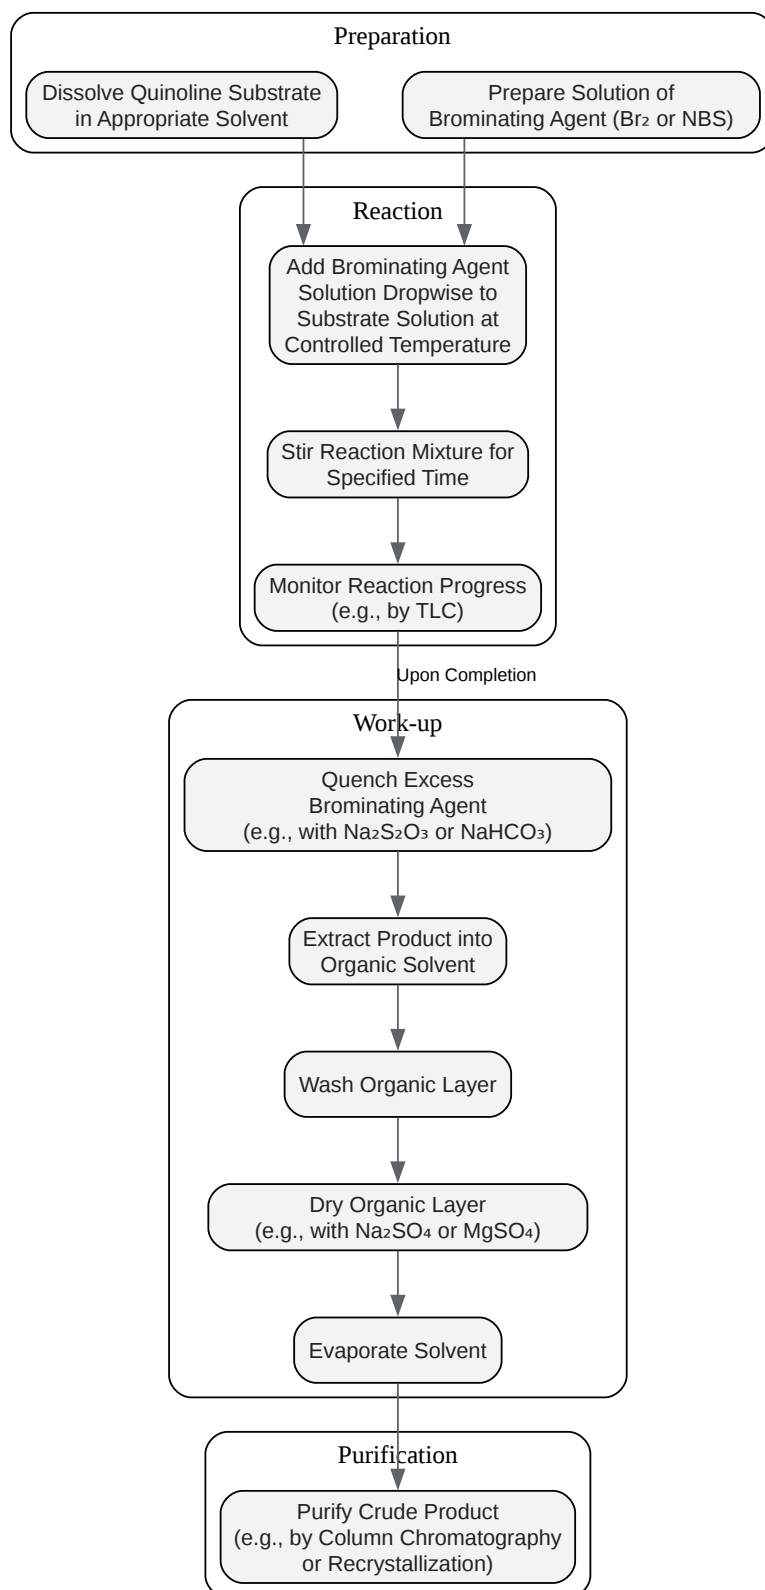 Preparation
Dissolve Quinoline Substrate
in Appropriate Solvent
Prepare Solution of
Brominating Agent (Br₂ or NBS)
Reaction
Add Brominating Agent
Solution Dropwise to
Substrate Solution at
Controlled Temperature
Stir Reaction Mixture for
Specified Time
Monitor Reaction Progress
(e.g., by TLC)
Upon Completion
Work-up
Quench Excess
Brominating Agent
(e.g., with Na₂S₂O₃ or NaHCO₃)
Extract Product into
Organic Solvent
Wash Organic Layer
Dry Organic Layer
(e.g., with Na₂SO₄ or MgSO₄)
Evaporate Solvent
Purification
Purify Crude Product
(e.g., by Column Chromatography
or Recrystallization)